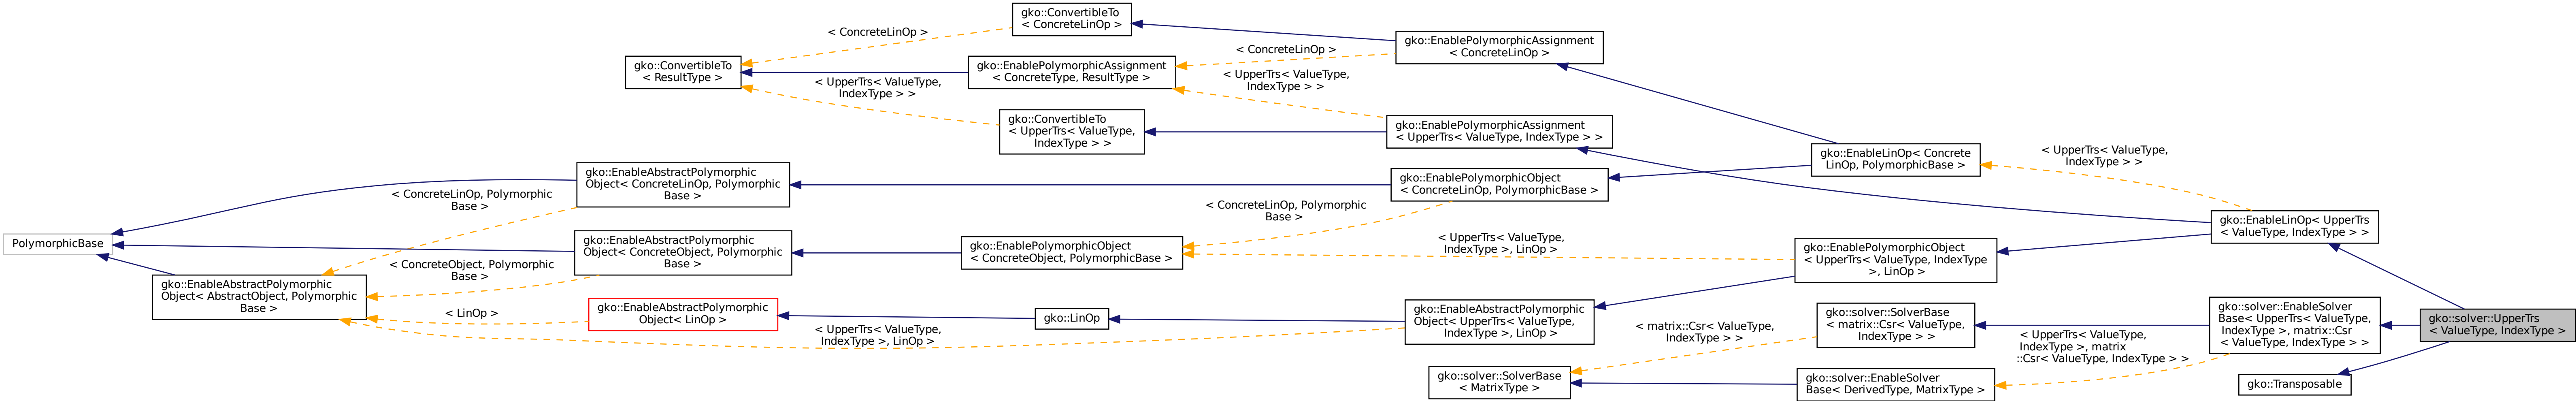 gko::ConvertibleTo
< ConcreteLinOp >
< ConcreteLinOp >
gko::EnablePolymorphicAssignment
< ConcreteLinOp >
gko::ConvertibleTo
< ResultType >
gko::EnablePolymorphicAssignment
< ConcreteType, ResultType >
< ConcreteLinOp >
< UpperTrs< ValueType,
IndexType > >
< UpperTrs< ValueType,
IndexType > >
gko::ConvertibleTo
< UpperTrs< ValueType,
IndexType > >
gko::EnablePolymorphicAssignment
< UpperTrs< ValueType, IndexType > >
gko::EnableLinOp< Concrete
LinOp, PolymorphicBase >
< UpperTrs< ValueType,
IndexType > >
gko::EnableAbstractPolymorphic
Object< ConcreteLinOp, Polymorphic
Base >
gko::EnablePolymorphicObject
< ConcreteLinOp, PolymorphicBase >
< ConcreteLinOp, Polymorphic
Base >
< ConcreteLinOp, Polymorphic
Base >
gko::EnableLinOp< UpperTrs
< ValueType, IndexType > >
PolymorphicBase
gko::EnableAbstractPolymorphic
Object< ConcreteObject, Polymorphic
Base >
gko::EnablePolymorphicObject
< ConcreteObject, PolymorphicBase >
< UpperTrs< ValueType,
IndexType >, LinOp >
gko::EnablePolymorphicObject
< UpperTrs< ValueType, IndexType
>, LinOp >
< ConcreteObject, Polymorphic
Base >
gko::EnableAbstractPolymorphic
Object< AbstractObject, Polymorphic
Base >
< LinOp >
gko::EnableAbstractPolymorphic
Object< LinOp >
gko::LinOp
< UpperTrs< ValueType,
IndexType >, LinOp >
gko::EnableAbstractPolymorphic
Object< UpperTrs< ValueType,
IndexType >, LinOp >
< matrix::Csr< ValueType,
IndexType > >
gko::solver::SolverBase
< matrix::Csr< ValueType,
IndexType > >
< UpperTrs< ValueType,
IndexType >, matrix
::Csr< ValueType, IndexType > >
gko::solver::EnableSolver
Base< UpperTrs< ValueType,
IndexType >, matrix::Csr
< ValueType, IndexType > >
gko::solver::UpperTrs
< ValueType, IndexType >
gko::solver::SolverBase
< MatrixType >
gko::solver::EnableSolver
Base< DerivedType, MatrixType >
gko::Transposable